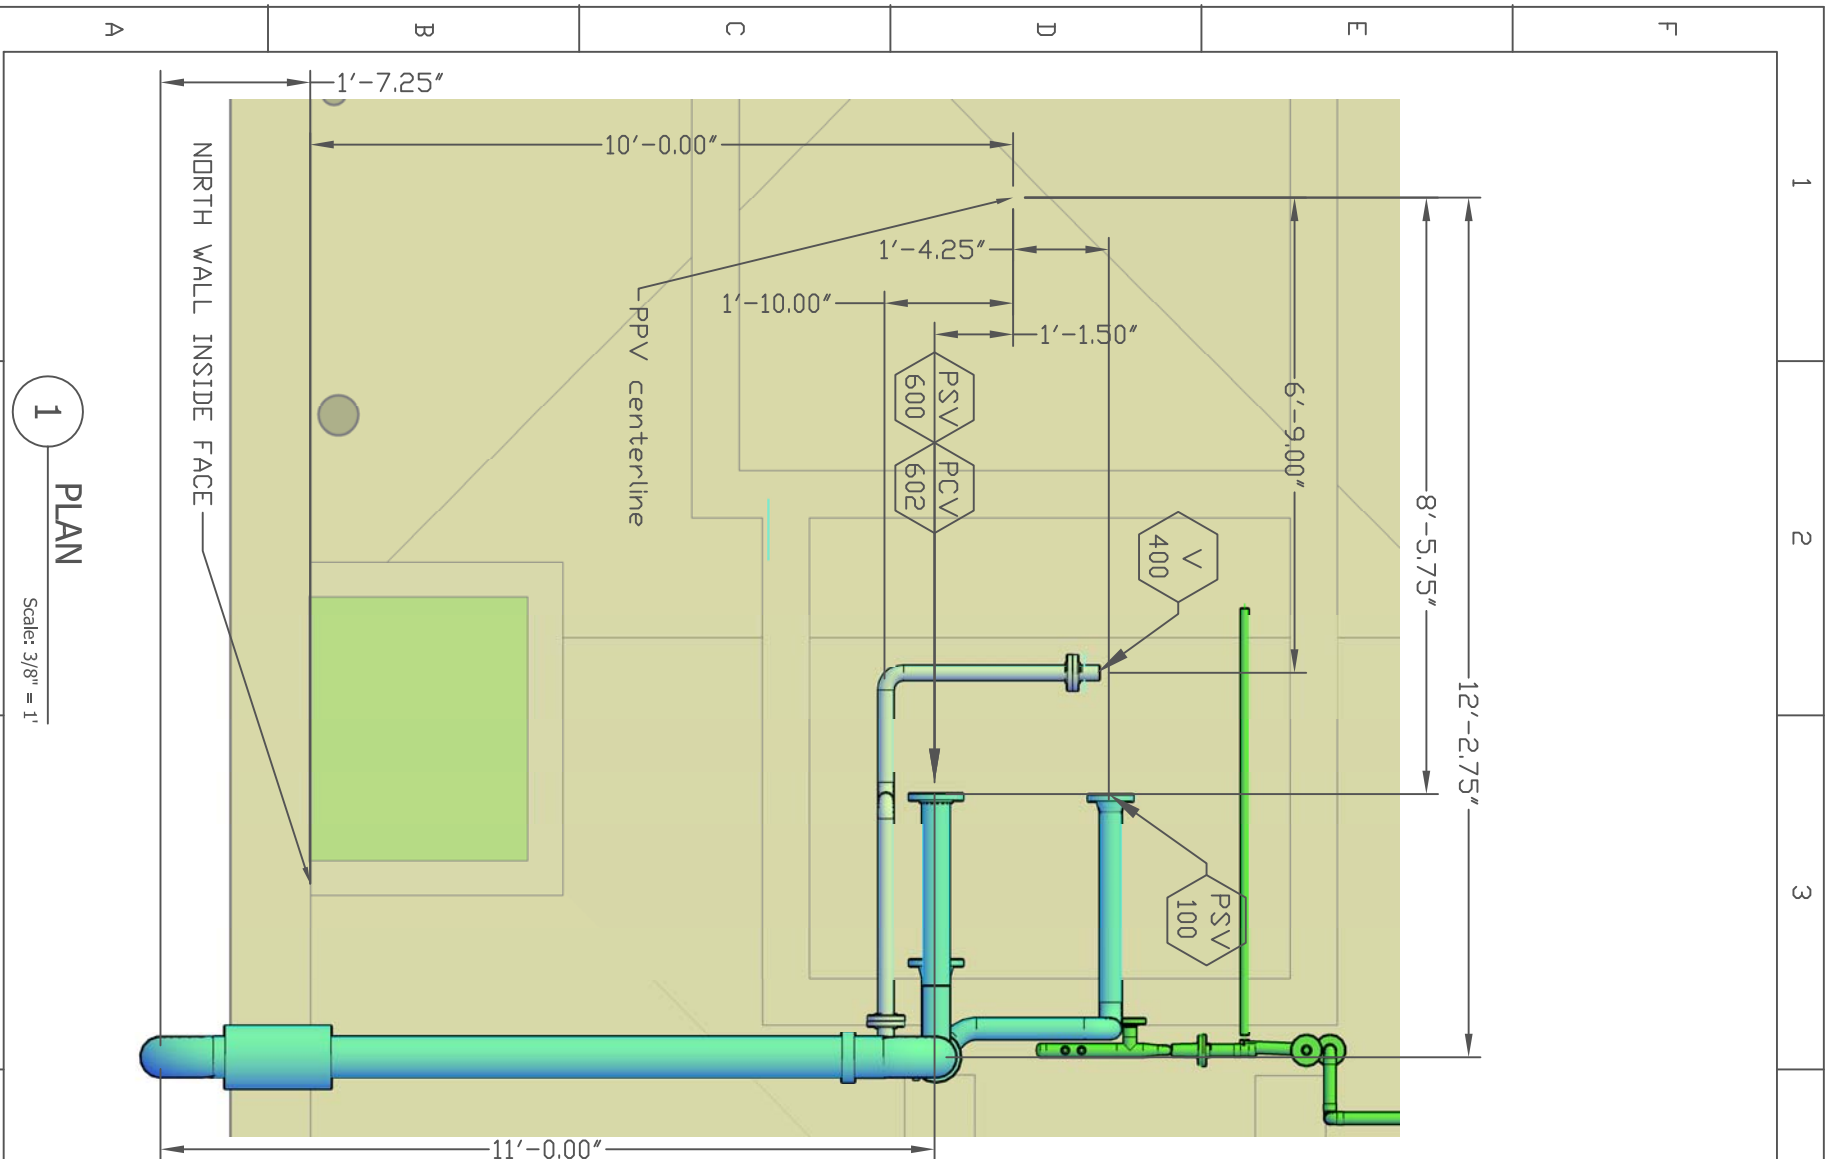 A
B
C
D
E
F
1
2
3
1'-7.25"
10'-0.00"
1'-4.25"
1'-10.00"
1'-1.50"
6'-9.00"
8'-5.75"
12'-2.75"
11'-0.00"
NORTH WALL INSIDE FACE
PPV centerline
PSV
600
PCV
602
V
400
PSV
100
1
PLAN
Scale: 3/8" = 1'